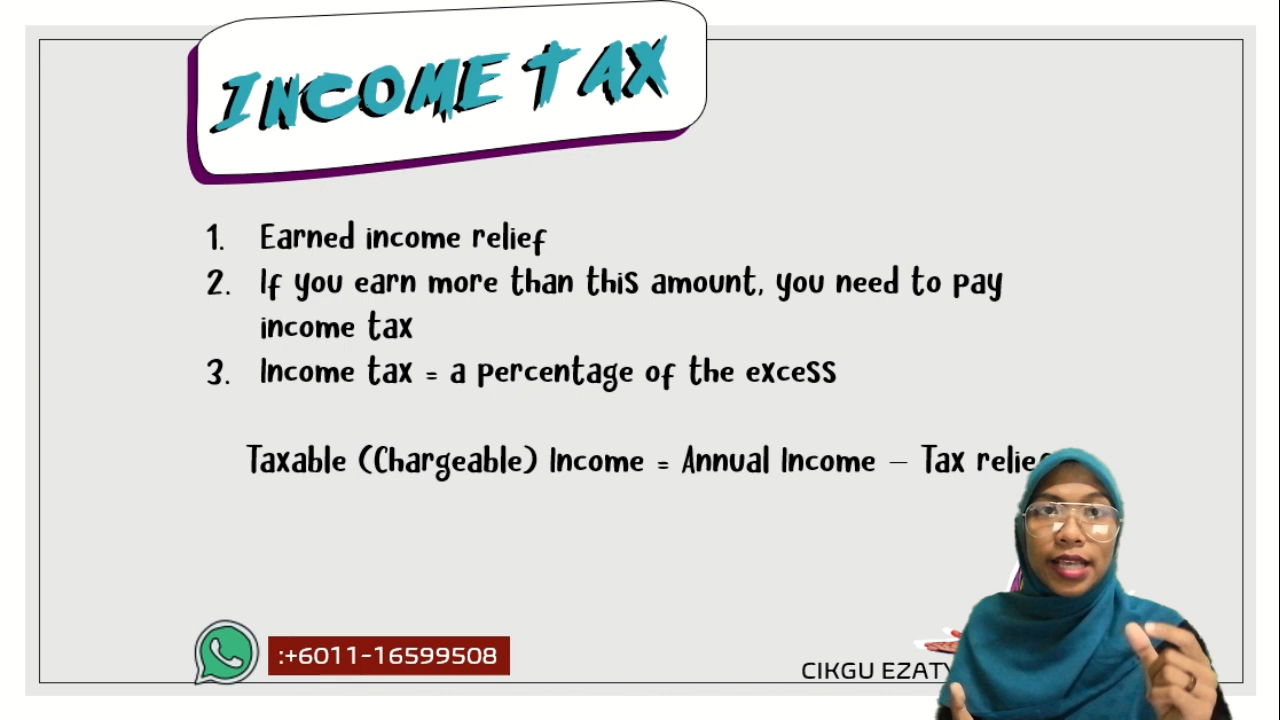 INCOME TAX
1. Earned income relief
2. If you earn more than this amount, you need to pay
income tax
3. Income tax = a percentage of the excess
Taxable (Chargeable) Income = Annual Income – Tax
:+6011-16599508
CIKGU